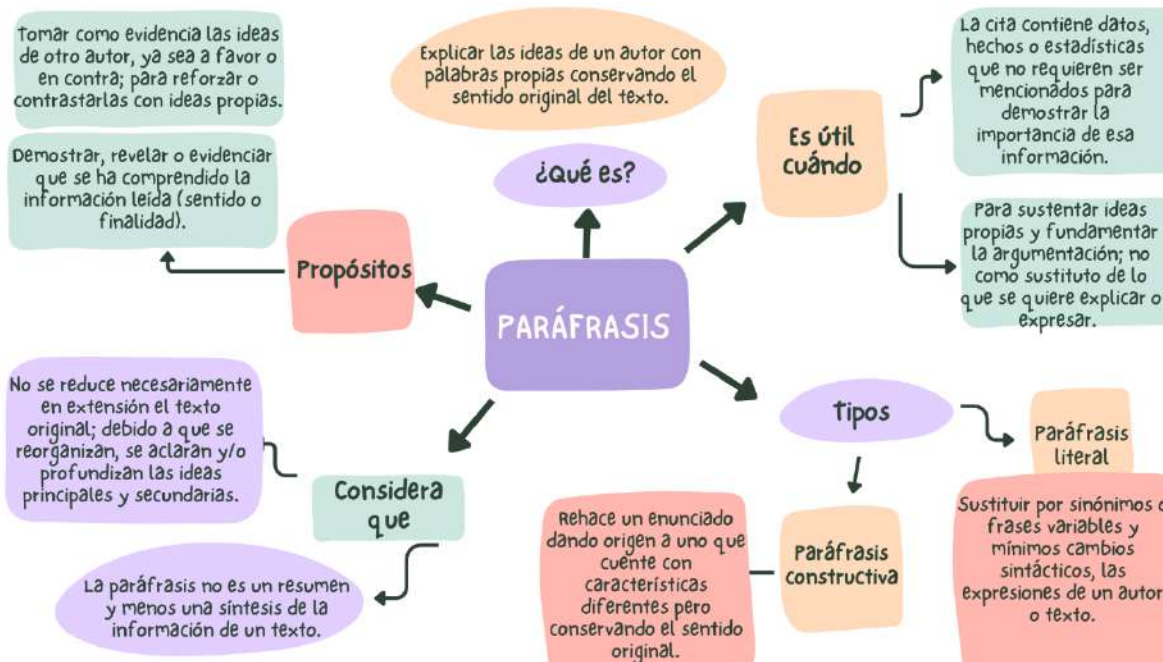 Tomar como evidencia las ideas
de otro autor, ya sea a favor o
en contra; para reforzar o
contrastarlas con ideas propias.
Demostrar, revelar o evidenciar
que se ha comprendido la
información leída (sentido o
finalidad).
Propósitos
Explicar las ideas de un autor con
palabras propias conservando el
sentido original del texto.
¿Qué es?
Es útil
cuándo
La cita contiene datos,
hechos o estadísticas
que no requieren ser
mencionados para
demostrar la
importancia de esa
información.
Para sustentar ideas
propias y fundamentar
la argumentación; no
como sustituto de lo
que se quiere explicar o
expresar.
PARÁFRASIS
No se reduce necesariamente
en extensión el texto
original; debido a que se
reorganizan, se aclaran y/o
profundizan las ideas
principales y secundarias.
Considera
que
La paráfrasis no es un resumen
y menos una síntesis de la
información de un texto.
Tipos
Paráfrasis
literal
Sustituir por sinónimos o
frases variables y
mínimos cambios
sintácticos, las
expresiones de un autor
o texto.
Paráfrasis
constructiva
Rehace un enunciado
dando origen a uno que
cuente con
características
diferentes pero
conservando el sentido
original.